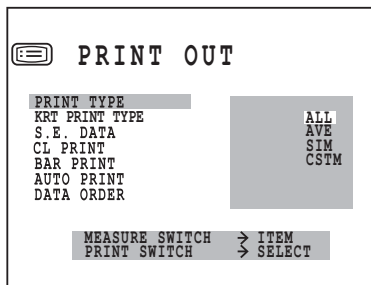 PRINT OUT
PRINT TYPE
KRT PRINT TYPE
S.E. DATA
CL PRINT
BAR PRINT
AUTO PRINT
DATA ORDER
ALL
AVE
SIM
CSTM
MEASURE SWITCH → ITEM
PRINT SWITCH → SELECT